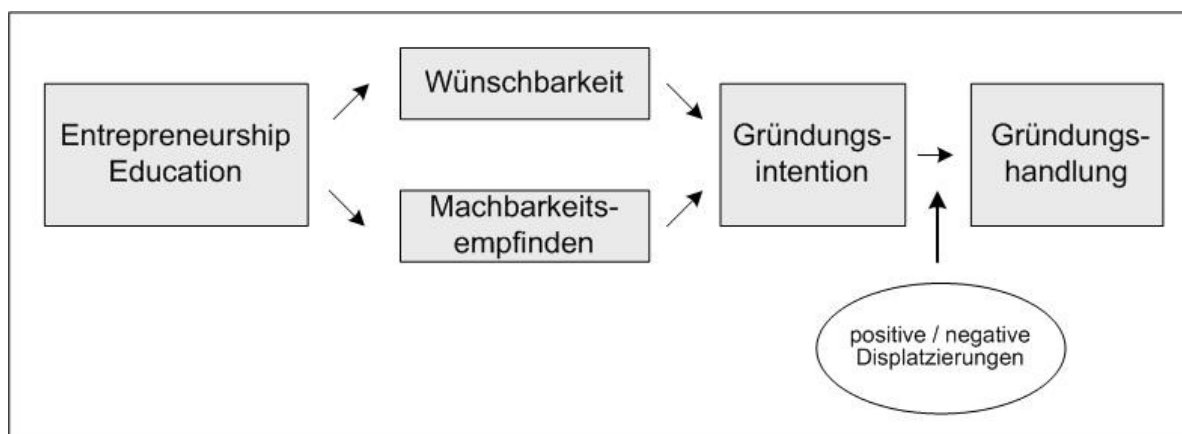 Entrepreneurship
Education
Wünschbarkeit
Machbarkeits-
empfinden
Gründungs-
intention
Gründungs-
handlung
positive / negative
Displatzierungen